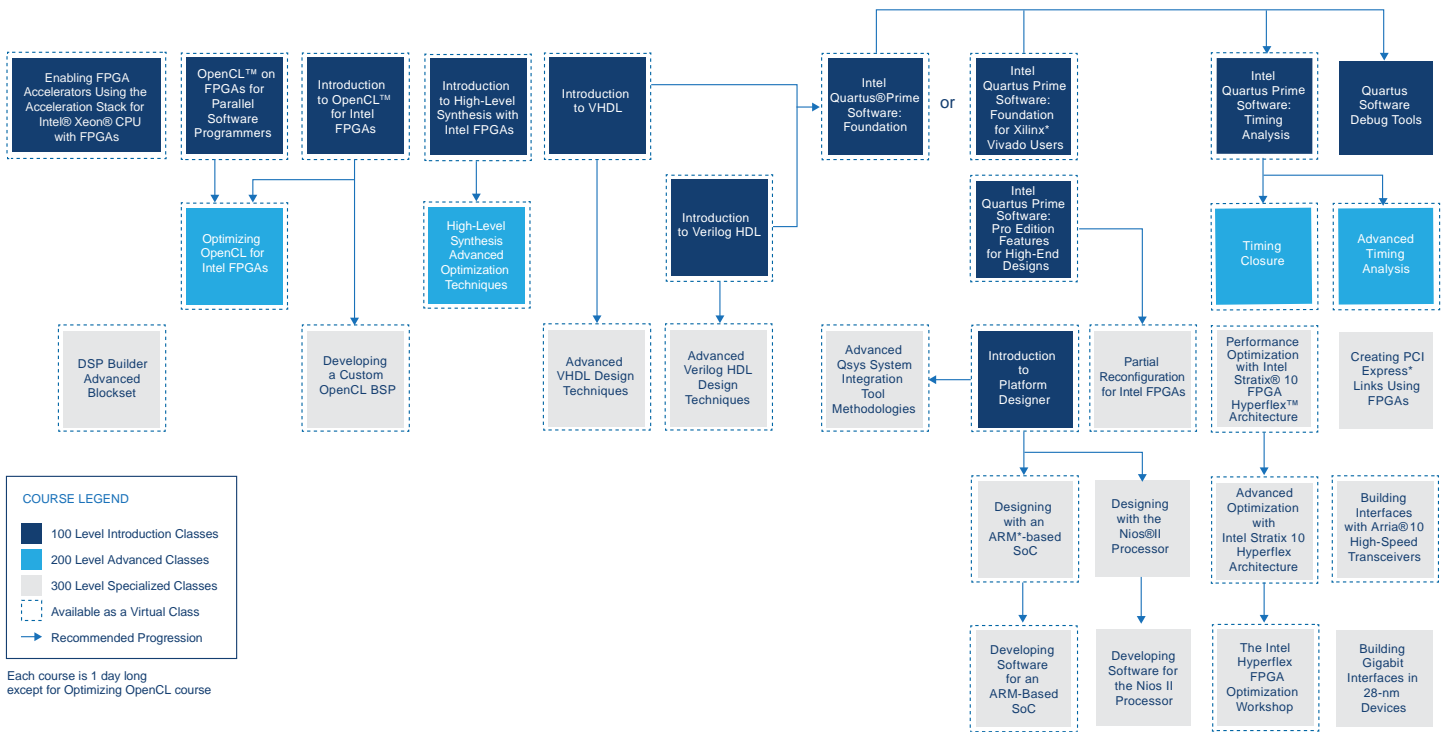 Enabling FPGA
Accelerators Using the
Acceleration Stack for
Intel® Xeon® CPU
with FPGAs
OpenCL™ on
FPGAs for
Parallel
Software
Programmers
Introduction
to OpenCL™
for Intel
FPGAs
Introduction
to High-Level
Synthesis with
Intel FPGAs
Introduction
to VHDL
Intel
Quartus®Prime
Software:
Foundation
or
Intel
Quartus Prime
Software:
Foundation
for Xilinx*
Vivado Users
Intel
Quartus Prime
Software:
Timing
Analysis
Quartus
Software
Debug Tools
Optimizing
OpenCL for
Intel FPGAs
High-Level
Synthesis
Advanced
Optimization
Techniques
Introduction
to Verilog HDL
Intel
Quartus Prime
Software:
Pro Edition
Features
for High-End
Designs
Timing
Closure
Advanced
Timing
Analysis
DSP Builder
Advanced
Blockset
Developing
a Custom
OpenCL BSP
Advanced
VHDL Design
Techniques
Advanced
Verilog HDL
Design
Techniques
Advanced
Qsys System
Integration
Tool
Methodologies
Introduction
to
Platform
Designer
Partial
Reconfiguration
for Intel FPGAs
Performance
Optimization
with Intel
Stratix® 10
FPGA
Hyperflex™
Architecture
Creating PCI
Express*
Links Using
FPGAs
COURSE LEGEND
100 Level Introduction Classes
200 Level Advanced Classes
300 Level Specialized Classes
Available as a Virtual Class
Recommended Progression
Each course is 1 day long
except for Optimizing OpenCL course
Designing
with an
ARM*-based
SoC
Designing
with the
Nios®II
Processor
Advanced
Optimization
with
Intel Stratix 10
Hyperflex
Architecture
Building
Interfaces
with Arria®10
High-Speed
Transceivers
Developing
Software
for an
ARM-Based
SoC
Developing
Software for
the Nios II
Processor
The Intel
Hyperflex
FPGA
Optimization
Workshop
Building
Gigabit
Interfaces in
28-nm
Devices